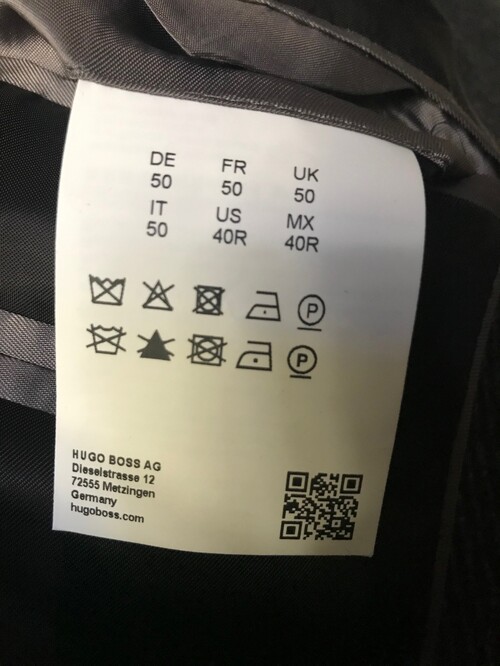 DE FR UK
50 50 50
IT US MX
50 40R 40R
P
P
HUGO BOSS AG
Dieselstrasse 12
72555 Metzingen
Germany
hugoboss.com